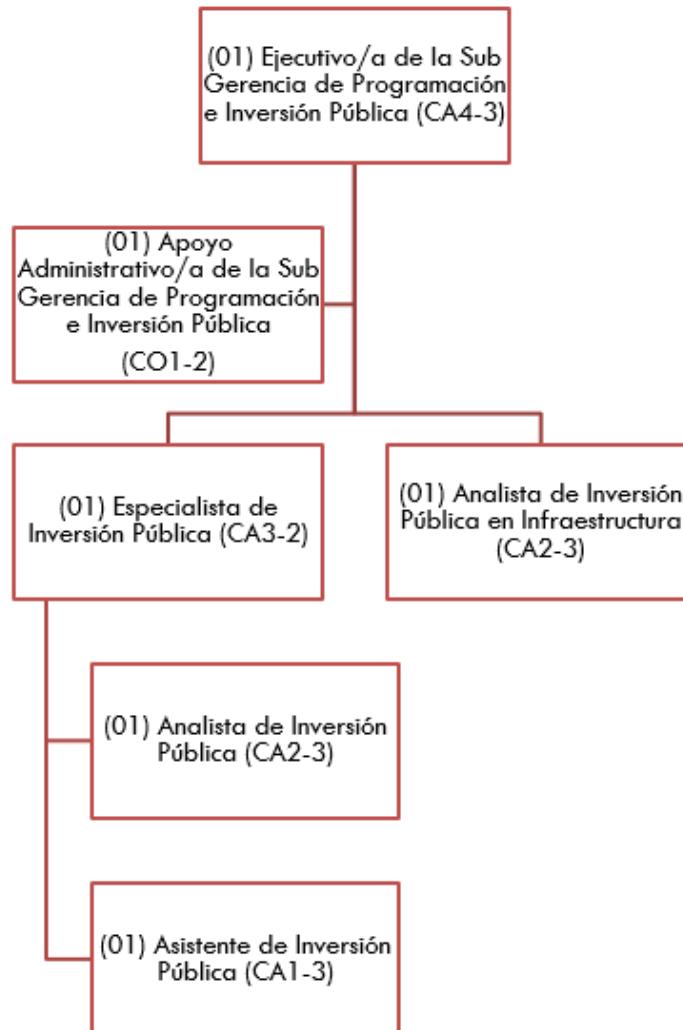 (01) Ejecutivo/a de la Sub
Gerencia de Programación
e Inversión Pública (CA4-3)
(01) Apoyo
Administrativo/a de la Sub
Gerencia de Programación
e Inversión Pública
(CO1-2)
(01) Especialista de
Inversión Pública (CA3-2)
(01) Analista de Inversión
Pública en Infraestructura
(CA2-3)
(01) Analista de Inversión
Pública (CA2-3)
(01) Asistente de Inversión
Pública (CA1-3)